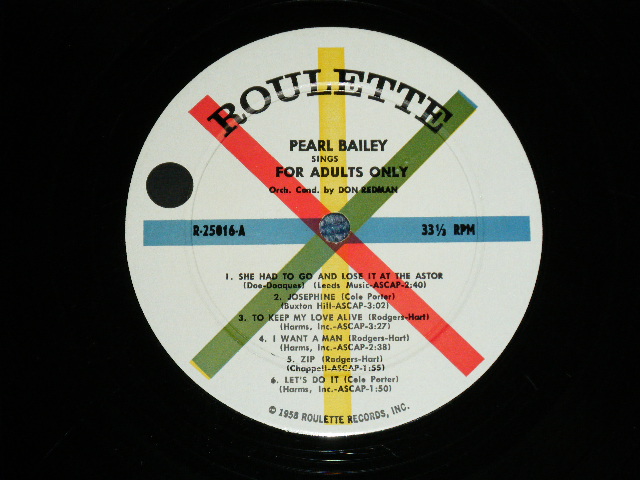 ROULETTE
PEARL BAILEY
SINGS
FOR ADULTS ONLY
Orch. Cond. by DON REDMAN
R-25016-A
33⅓ RPM
1. SHE HAD TO GO AND LOSE IT AT THE ASTOR
(Doe-Doaques) (Leeds Music-ASCAP-2:40)
2. JOSEPHINE (Cole Porter)
(Buxton Hill-ASCAP-3:02)
3. TO KEEP MY LOVE ALIVE (Rodgers-Hart)
(Harms, Inc.-ASCAP-3:27)
4. I WANT A MAN (Rodgers-Hart)
(Harms, Inc.-ASCAP-2:38)
5. ZIP (Rodgers-Hart)
(Chappell-ASCAP-1:55)
6. LET'S DO IT (Cole Porter)
(Harms, Inc.-ASCAP-1:50)
© 1958 ROULETTE RECORDS, INC.